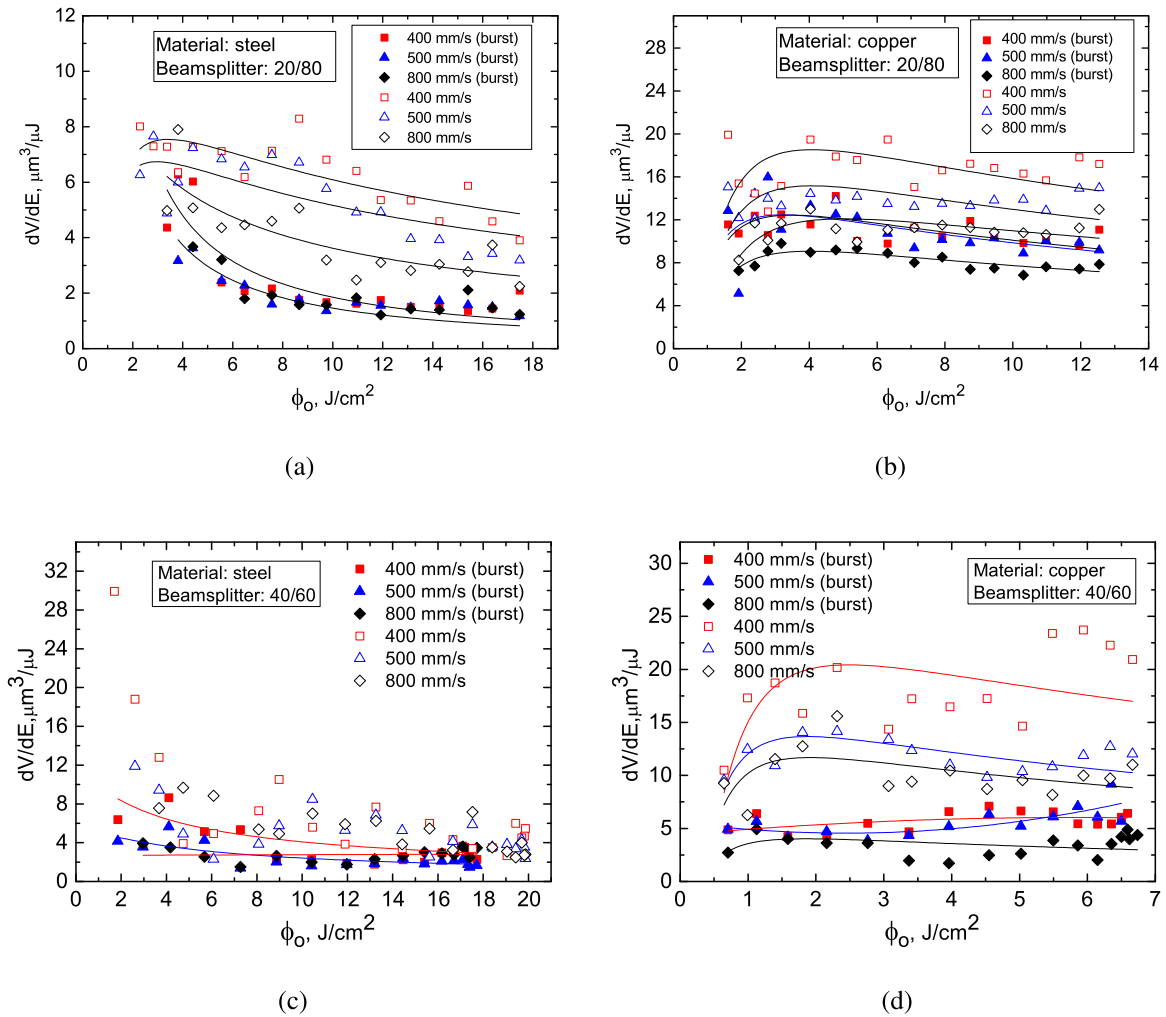 Material: steel
Beamsplitter: 20/80
400 mm/s (burst)
500 mm/s (burst)
800 mm/s (burst)
400 mm/s
500 mm/s
800 mm/s
dV/dE, μm³/μJ
12
10
8
6
4
2
0
0 2 4 6 8 10 12 14 16 18
ϕo, J/cm²
(a)
Material: copper
Beamsplitter: 20/80
400 mm/s (burst)
500 mm/s (burst)
800 mm/s (burst)
400 mm/s
500 mm/s
800 mm/s
dV/dE, μm³/μJ
28
24
20
16
12
8
4
0
0 2 4 6 8 10 12 14
ϕo, J/cm²
(b)
Material: steel
Beamsplitter: 40/60
400 mm/s (burst)
500 mm/s (burst)
800 mm/s (burst)
400 mm/s
500 mm/s
800 mm/s
dV/dE,μm³/μJ
32
28
24
20
16
12
8
4
0
0 2 4 6 8 10 12 14 16 18 20
ϕo, J/cm²
(c)
400 mm/s (burst)
500 mm/s (burst)
800 mm/s (burst)
400 mm/s
500 mm/s
800 mm/s
Material: copper
Beamsplitter: 40/60
dV/dE, μm³/μJ
30
25
20
15
10
5
0
0 1 2 3 4 5 6 7
ϕo, J/cm²
(d)